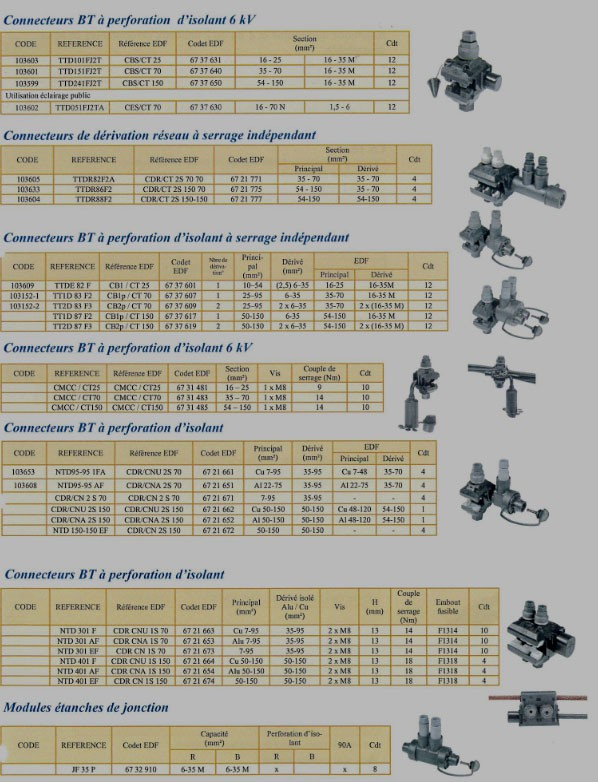 Connecteurs BT à perforation d'isolant 6 kV
CODE REFERENCE Référence EDF Codet EDF Section (mm²) Cdt
103603 TTD101FJ2T CBS/CT 25 67 37 631 16 - 25 16 - 35 M 12
103601 TTD151FJ2T CBS/CT 70 67 37 640 35 - 70 16 - 35 M 12
103599 TTD241FJ2T CBS/CT 150 67 37 650 54 - 150 16 - 35 M 12
Utilisation éclairage public
103602 TTD051FJ2TA CES/CT 70 67 37 630 16 - 70 N 1,5 - 6 12
Connecteurs de dérivation réseau à serrage indépendant
CODE REFERENCE Référence EDF Codet EDF Section (mm²) Cdt
Principal Dérivé
103605 TTDR82F2A CDR/CT 2S 70 70 67 21 771 35 - 70 35 - 70 4
103633 TTDR86F2 CDR/CT 2S 150 70 67 21 775 54 - 150 35 - 70 4
103604 TTDR88F2 CDR/CT 2S 150-150 67 21 777 54-150 54-150 4
Connecteurs BT à perforation d'isolant à serrage indépendant
CODE REFERENCE Référence EDF Codet EDF Nbre de dériva- tion Princi- pal (mm²) Dérivé (mm²) EDF Cdt
Principal Dérivé
103609 TTDE 82 F CB1 / CT 25 67 37 601 1 10–54 (2,5) 6–35 16-25 16-35M 12
103152-1 TT1D 83 F2 CB1p / CT 70 67 37 607 1 25–95 6–35 35-70 16-35 M 12
103152-2 TT2D 83 F3 CB2p / CT 70 67 37 609 2 25–95 2 x 6–35 35-70 2 x (16-35 M) 12
TT1D 87 F2 CB1p / CT 150 67 37 617 1 50-150 6-35 54-150 16-35 M 12
TT2D 87 F3 CB2p / CT 150 67 37 619 2 50-150 2 x 6–35 54-150 2 x (16-35 M) 12
Connecteurs BT à perforation d'isolant 6 kV
CODE REFERENCE Référence EDF Codet EDF Section (mm²) Vis Couple de serrage (Nm) Cdt
CMCC / CT25 CMCC / CT25 67 31 481 16 – 25 1 x M8 9 10
CMCC / CT70 CMCC / CT70 67 31 483 35 – 70 1 x M8 14 10
CMCC / CT150 CMCC / CT150 67 31 485 54 – 150 1 x M8 14 10
Connecteurs BT à perforation d'isolant
CODE REFERENCE Référence EDF Codet EDF Principal (mm²) Dérivé (mm²) EDF Cdt
Principal Dérivé
103653 NTD95-95 1FA CDR/CNU 2S 70 67 21 661 Cu 7-95 35-95 Cu 7-48 35-70 4
103608 NTD95-95 AF CDR/CNA 2S 70 67 21 651 Al 22-75 35-95 Al 22-75 35-70 4
CDR/CN 2 S 70 CDR/CN 2 S 70 67 21 671 7-95 35-95 - - 4
CDR/CNU 2S 150 CDR/CNU 2S 150 67 21 662 Cu 50-150 50-150 Cu 48-120 54-150 1
CDR/CNA 2S 150 CDR/CNA 2S 150 67 21 652 Al 50-150 50-150 Al 48-120 54-150 1
NTD 150-150 EF CDR/CN 2S 150 67 21 672 50-150 50-150 - - 4
Connecteurs BT à perforation d'isolant
CODE REFERENCE Référence EDF Codet EDF Principal (mm²) Dérivé isolé Alu / Cu (mm²) Vis H (mm) Couple de serrage (Nm) Embout fusible Cdt
NTD 301 F CDR CNU 1S 70 67 21 663 Cu 7-95 35-95 2 x M8 13 14 F1314 10
NTD 301 AF CDR CNA 1S 70 67 21 653 Alu 7-95 35-95 2 x M8 13 14 F1314 10
NTD 301 EF CDR CN 1S 70 67 21 673 7-95 35-95 2 x M8 13 14 F1314 10
NTD 401 F CDR CNU 1S 150 67 21 664 Cu 50-150 50-150 2 x M8 13 18 F1318 4
NTD 401 AF CDR CNA 1S 150 67 21 654 Alu 50-150 50-150 2 x M8 13 18 F1318 4
NTD 401 EF CDR CN 1S 150 67 21 674 50-150 50-150 2 x M8 13 18 F1318 4
Modules étanches de jonction
CODE REFERENCE Codet EDF Capacité (mm²) Perforation d'iso- lant 90A Cdt
R B R B
JF 35 P 67 32 910 6-35 M 6-35 M x x 8